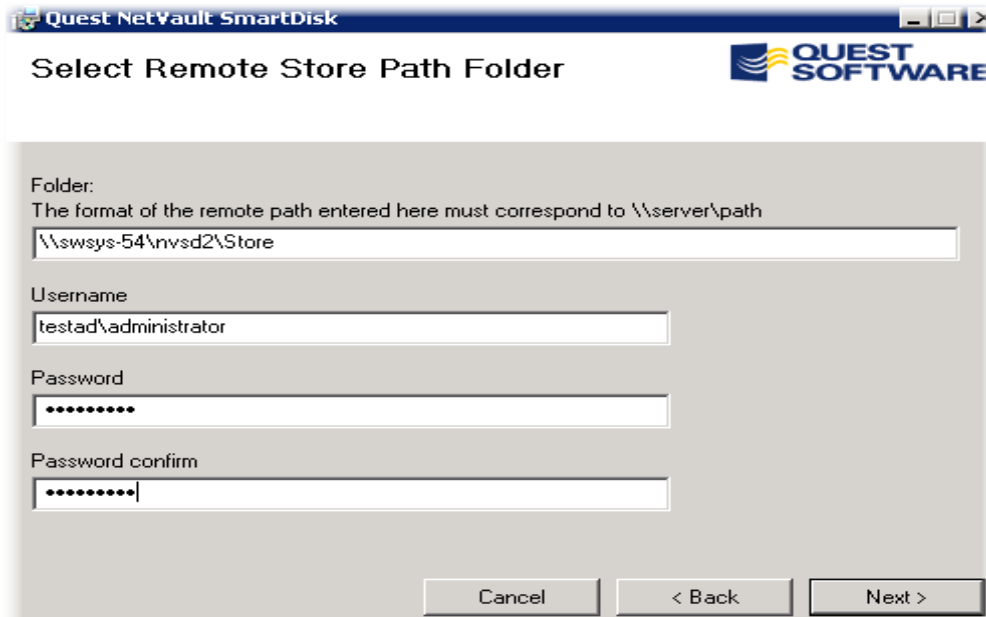 Quest NetVault SmartDisk
Select Remote Store Path Folder
QUEST
SOFTWARE
Folder:
The format of the remote path entered here must correspond to \\server\path
\\swsys-54\nvsd2\Store
Username
testad\administrator
Password
•••••••••
Password confirm
•••••••••
Cancel
< Back
Next >